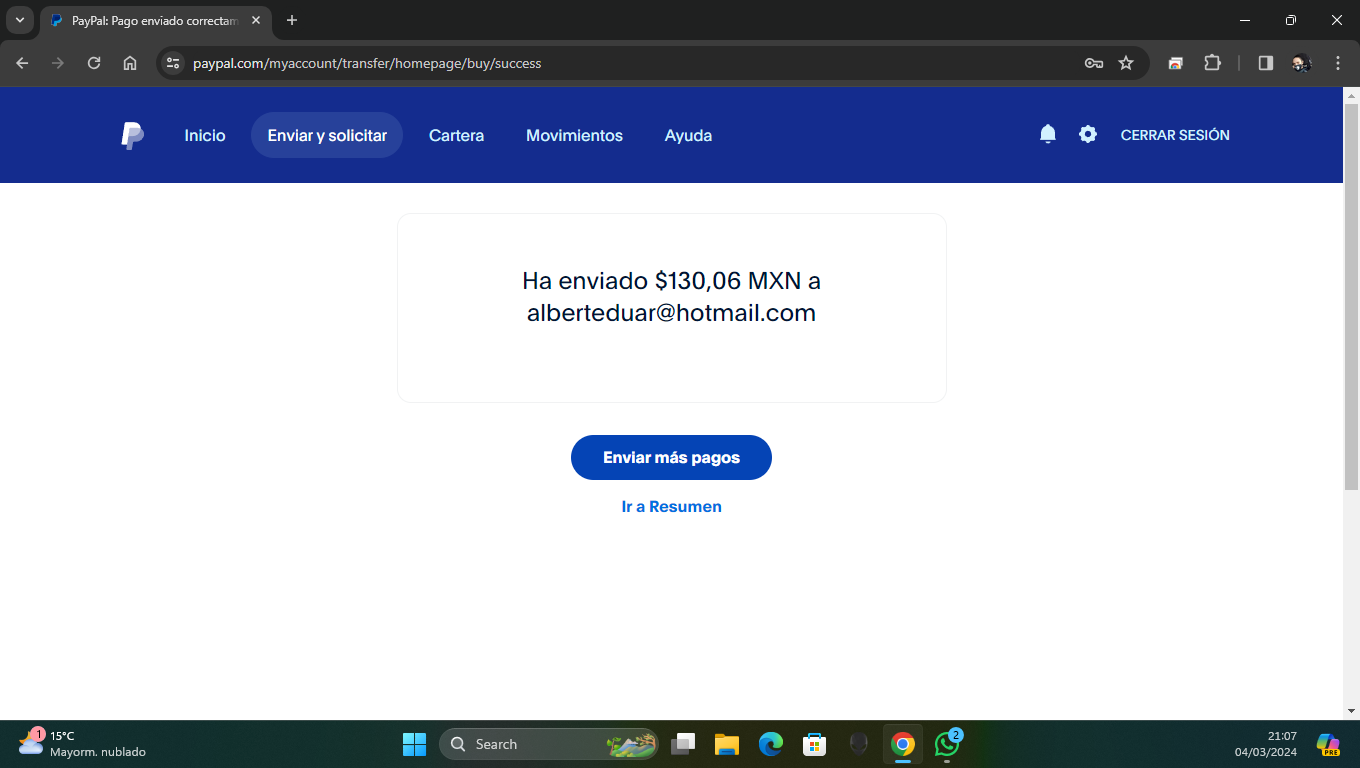 PayPal: Pago enviado correctam
paypal.com/myaccount/transfer/homepage/buy/success
Inicio
Enviar y solicitar
Cartera
Movimientos
Ayuda
CERRAR SESIÓN
Ha enviado $130,06 MXN a
alberteduar@hotmail.com
Enviar más pagos
Ir a Resumen
1
15°C
Mayorm. nublado
Search
2
21:07
04/03/2024
PRE